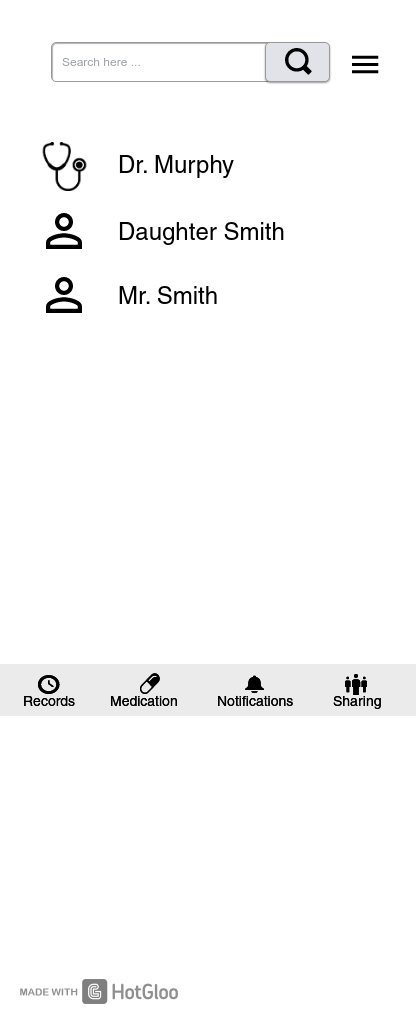 Search here ...
Dr. Murphy
Daughter Smith
Mr. Smith
Records Medication Notifications Sharing
MADE WITH HotGloo